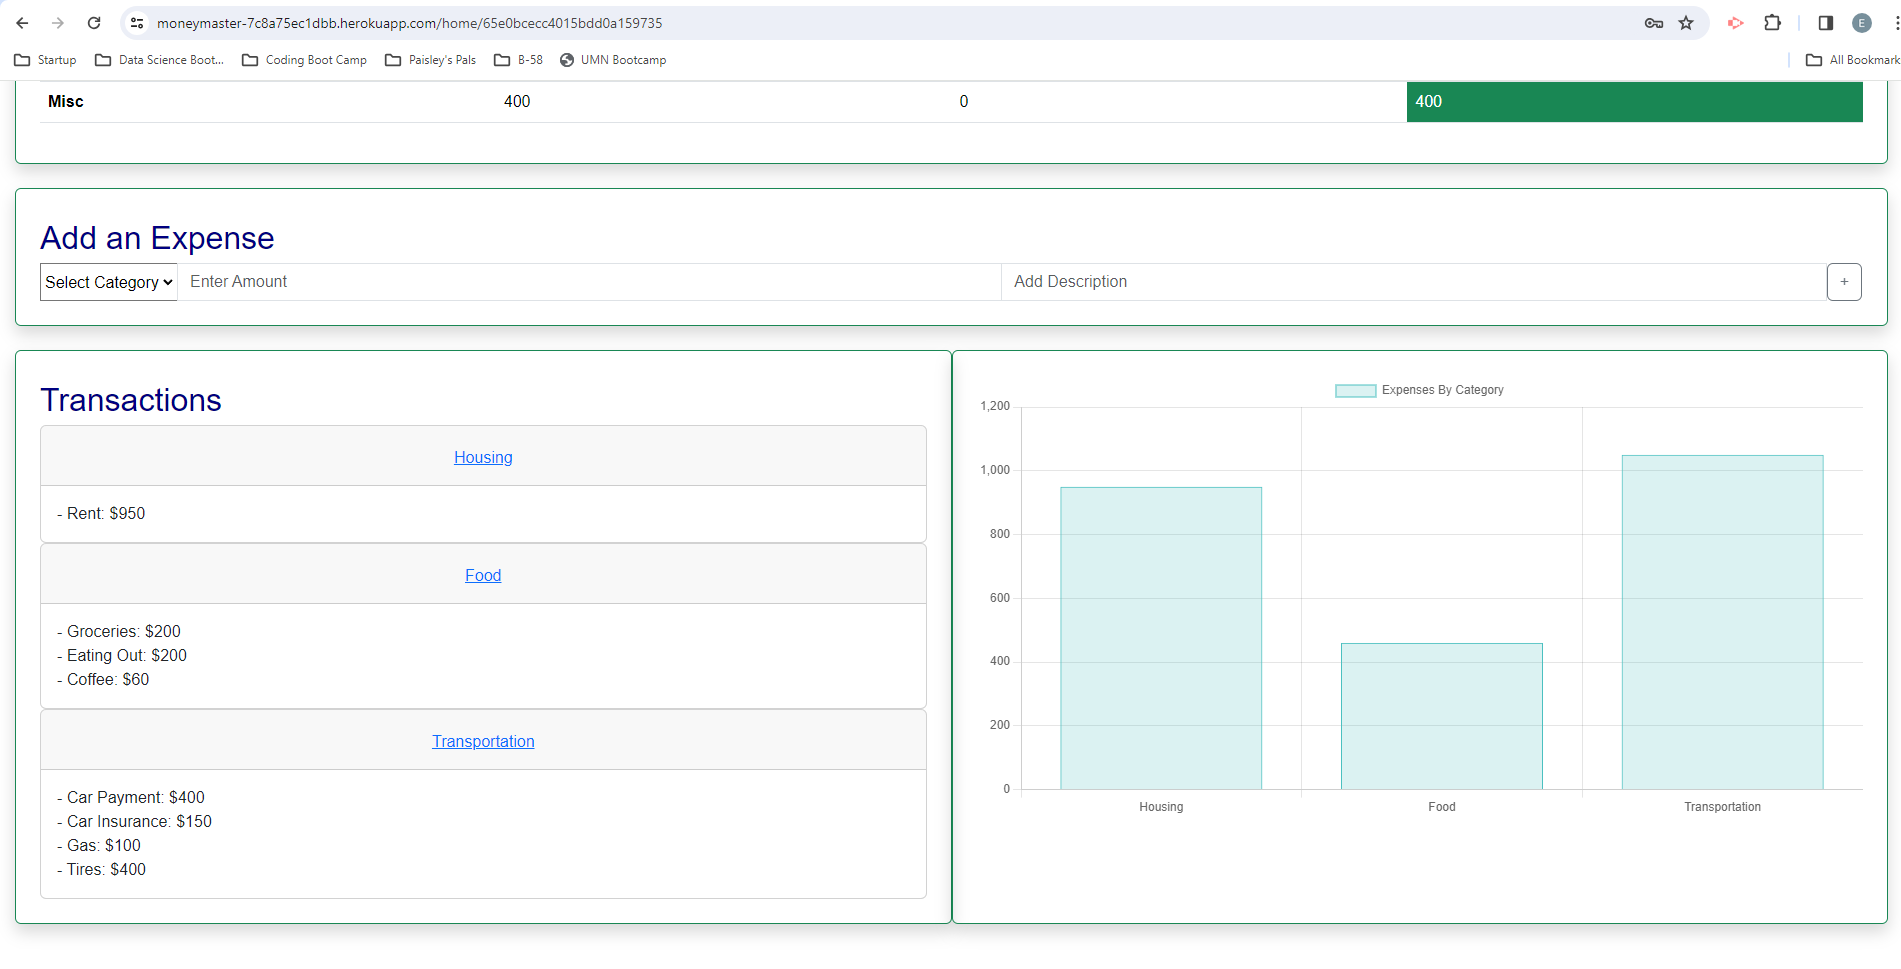 moneymaster-7c8a75ec1dbb.herokuapp.com/home/65e0bcecc4015bdd0a159735
E
Startup Data Science Boot... Coding Boot Camp Paisley's Pals B-58 UMN Bootcamp All Bookmark
Misc 400 0 400
Add an Expense
Select Category Enter Amount Add Description +
Transactions
Housing
- Rent: $950
Food
- Groceries: $200
- Eating Out: $200
- Coffee: $60
Transportation
- Car Payment: $400
- Car Insurance: $150
- Gas: $100
- Tires: $400
Expenses By Category
1,200
1,000
800
600
400
200
0
Housing Food Transportation